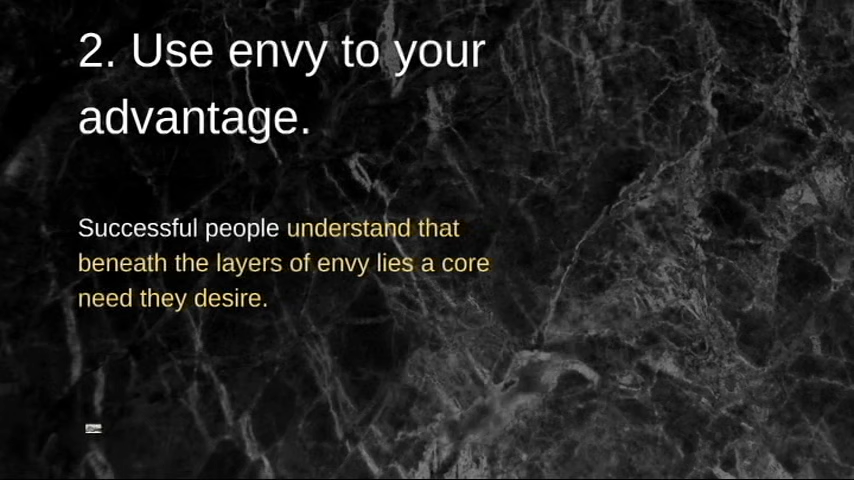 2. Use envy to your
advantage.
Successful people understand that
beneath the layers of envy lies a core
need they desire.